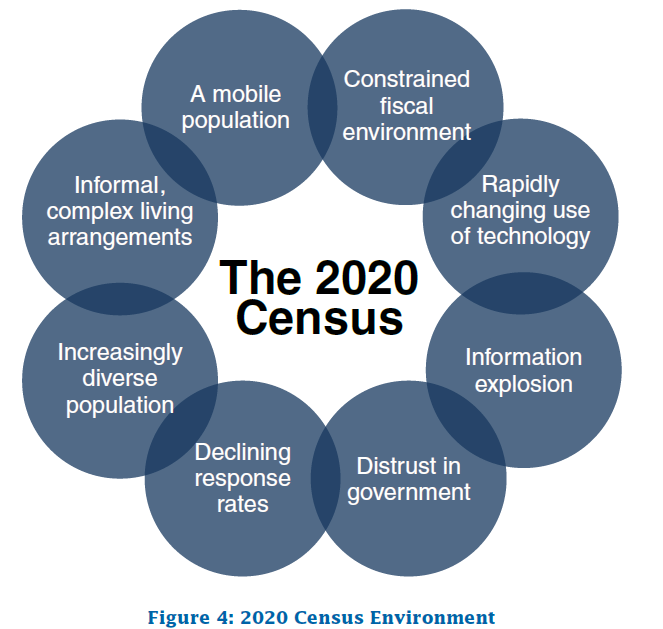 A mobile
population
Constrained
fiscal
environment
Rapidly
changing use
of technology
Information
explosion
Distrust in
government
Declining
response
rates
Increasingly
diverse
population
Informal,
complex living
arrangements
The 2020
Census
Figure 4: 2020 Census Environment